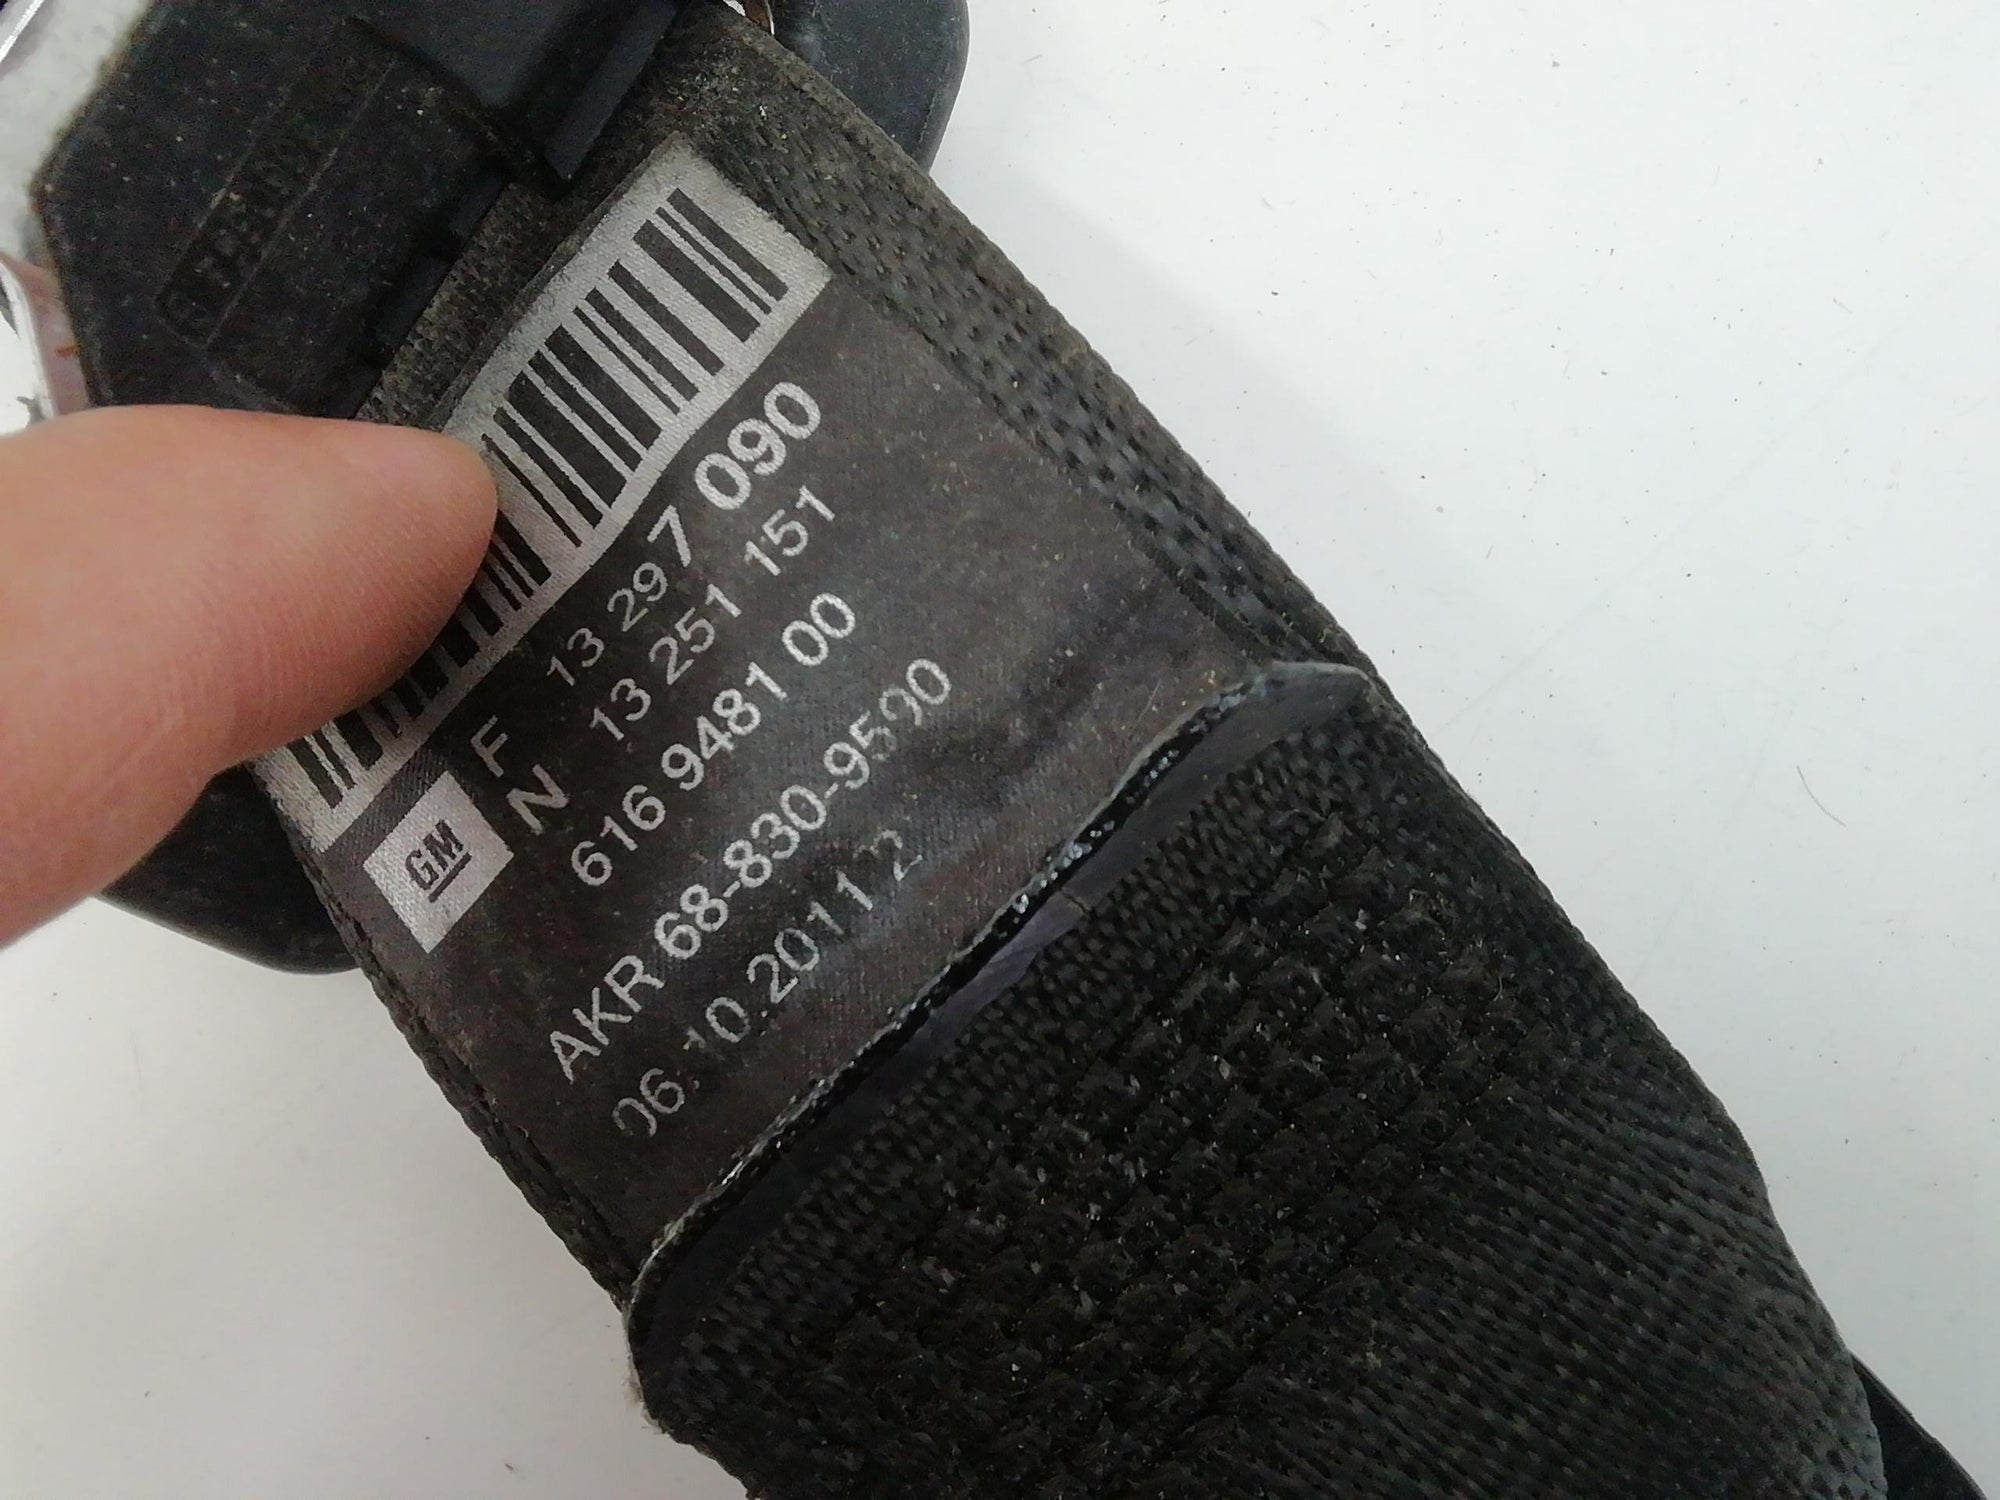 GM
F 13 297 090
N 13 251 151
616 9481 00
AKR 68-830-9590
06.10.2011 2